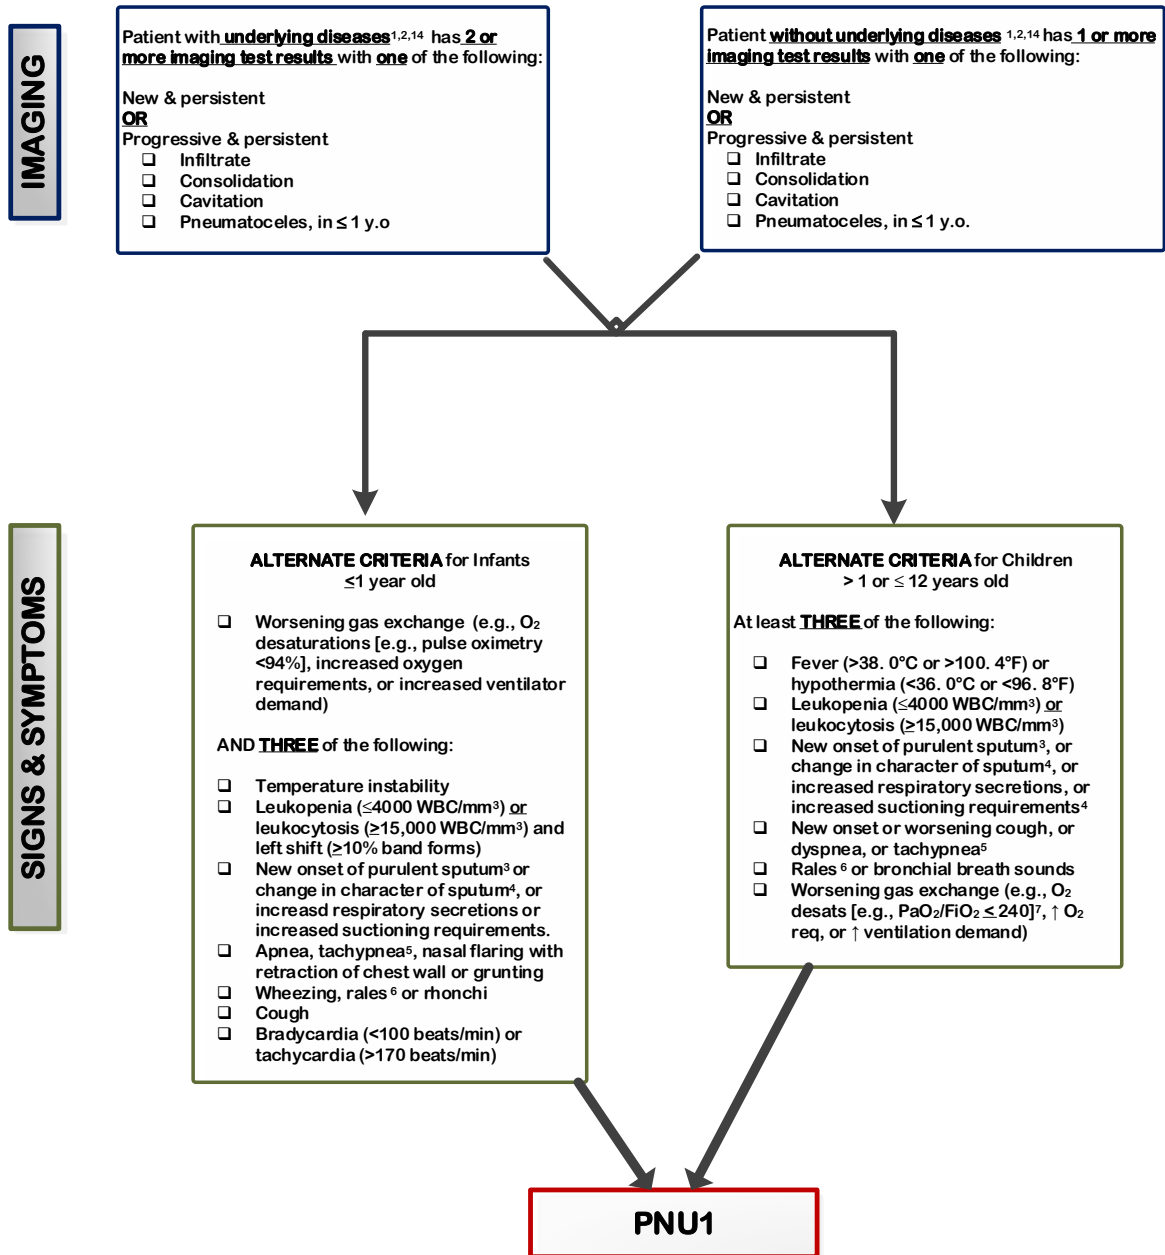 IMAGING
Patient with underlying diseases1,2,14 has 2 or
more imaging test results with one of the following:
New & persistent
OR
Progressive & persistent
❑ Infiltrate
❑ Consolidation
❑ Cavitation
❑ Pneumatoceles, in ≤ 1 y.o
Patient without underlying diseases 1,2,14 has 1 or more
imaging test results with one of the following:
New & persistent
OR
Progressive & persistent
❑ Infiltrate
❑ Consolidation
❑ Cavitation
❑ Pneumatoceles, in ≤ 1 y.o.
SIGNS & SYMPTOMS
ALTERNATE CRITERIA for Infants
≤1 year old
❑ Worsening gas exchange (e.g., O2
desaturations [e.g., pulse oximetry
<94%], increased oxygen
requirements, or increased ventilator
demand)
AND THREE of the following:
❑ Temperature instability
❑ Leukopenia (≤4000 WBC/mm3) or
leukocytosis (≥15,000 WBC/mm3) and
left shift (≥10% band forms)
❑ New onset of purulent sputum3 or
change in character of sputum4, or
increasd respiratory secretions or
increased suctioning requirements.
❑ Apnea, tachypnea5, nasal flaring with
retraction of chest wall or grunting
❑ Wheezing, rales 6 or rhonchi
❑ Cough
❑ Bradycardia (<100 beats/min) or
tachycardia (>170 beats/min)
ALTERNATE CRITERIA for Children
> 1 or ≤ 12 years old
At least THREE of the following:
❑ Fever (>38. 0°C or >100. 4°F) or
hypothermia (<36. 0°C or <96. 8°F)
❑ Leukopenia (≤4000 WBC/mm3) or
leukocytosis (≥15,000 WBC/mm3)
❑ New onset of purulent sputum3, or
change in character of sputum4, or
increased respiratory secretions, or
increased suctioning requirements4
❑ New onset or worsening cough, or
dyspnea, or tachypnea5
❑ Rales 6 or bronchial breath sounds
❑ Worsening gas exchange (e.g., O2
desats [e.g., PaO2/FiO2 ≤ 240]7, ↑ O2
req, or ↑ ventilation demand)
PNU1